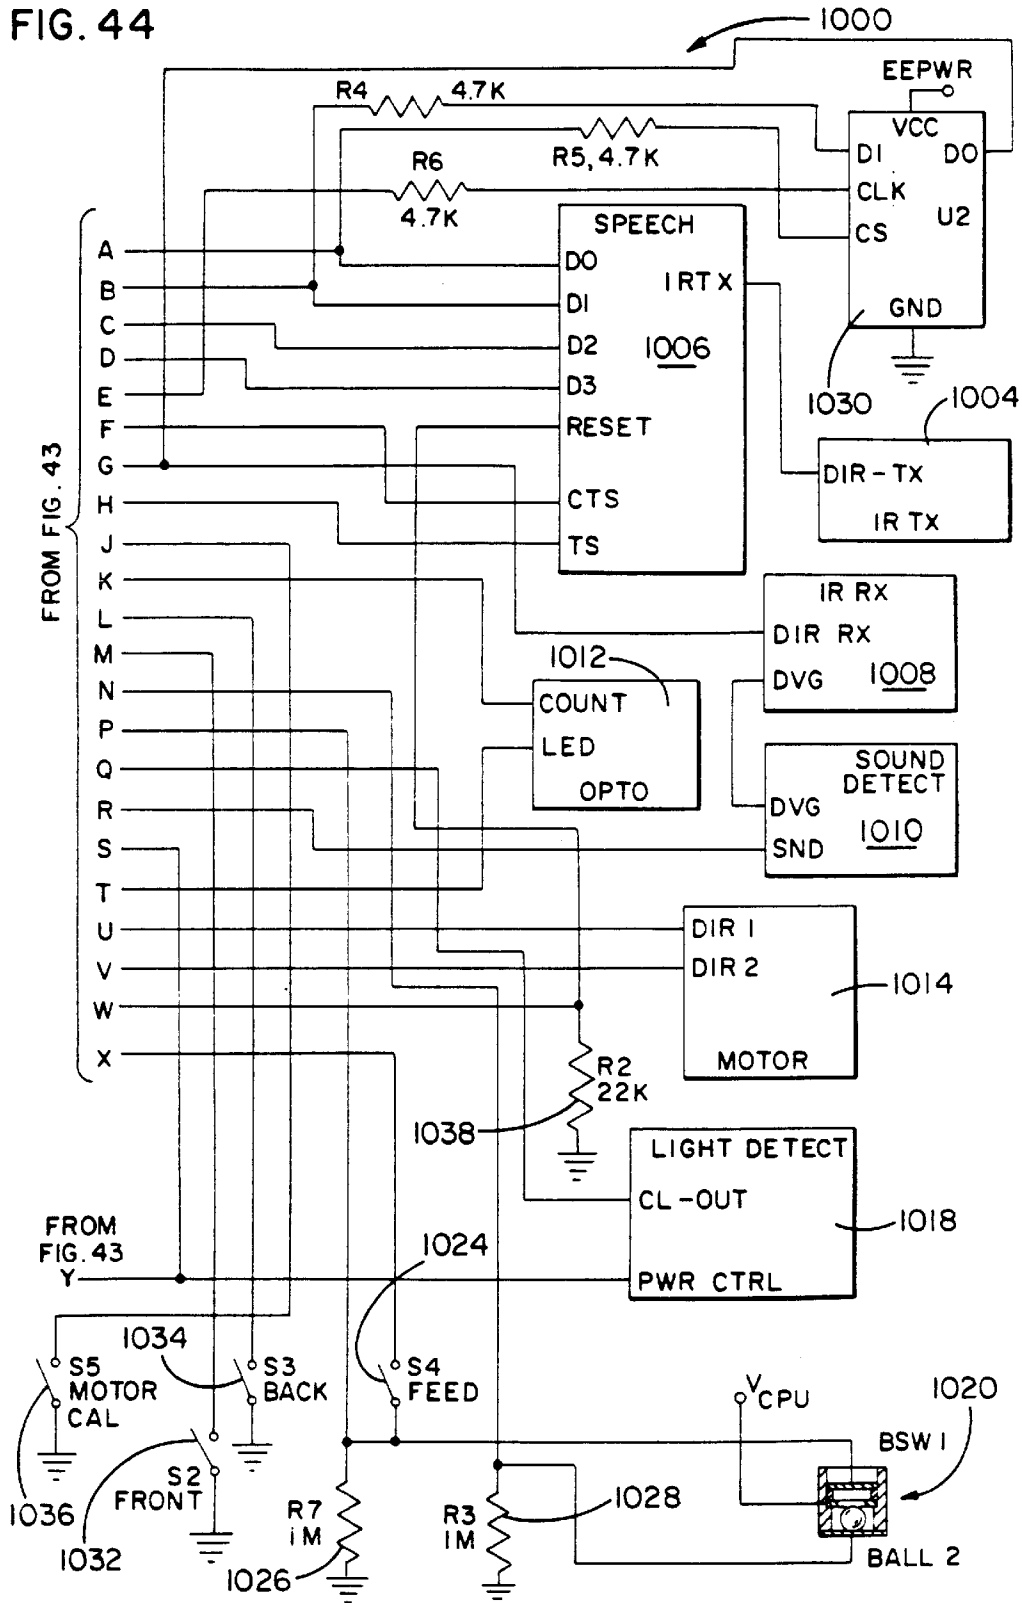 FIG. 44
1000
EEPWR
R4 4.7K
VCC
DI DO
R5, 4.7K
R6
CLK
4.7K
U2
CS
SPEECH
A
DO
IRTX
B
D1
GND
C
D2
1006
D
D3
E
1030
1004
F
RESET
G
DIR-TX
H
CTS
IR TX
J
TS
FROM FIG. 43
K
IR RX
L
DIR RX
M
1012
1008
DVG
N
COUNT
P
LED
SOUND
DETECT
Q
OPTO
R
DVG
1010
S
SND
T
U
DIR 1
V
DIR 2
1014
W
X
MOTOR
R2
22K
1038
LIGHT DETECT
CL-OUT
1018
FROM
FIG. 43
Y
1024
PWR CTRL
1034
S5
MOTOR
CAL
S3
BACK
S4
FEED
VCPU
1020
BSW1
S2
FRONT
1036
1032
R7
1M
R3
1M
1028
1026
BALL 2